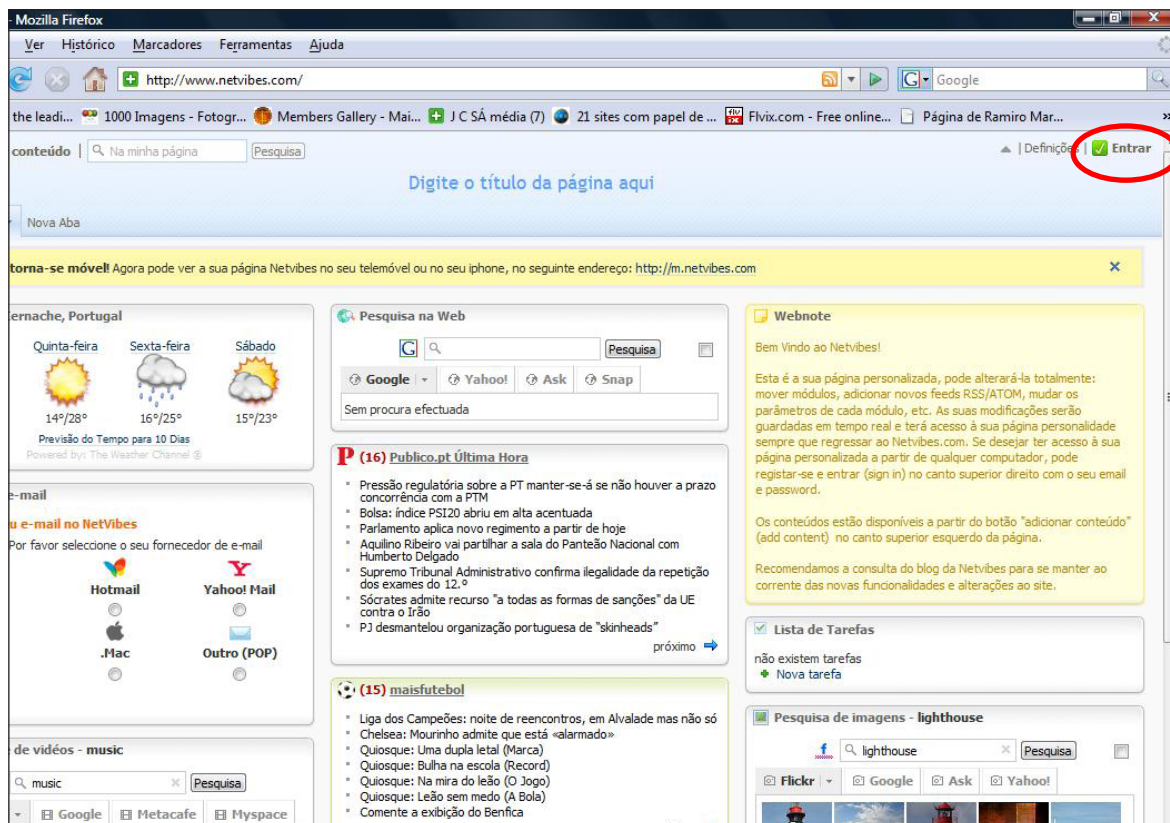 - Mozilla Firefox
Ver Histórico Marcadores Ferramentas Ajuda
http://www.netvibes.com/
G Google
the leadi... 1000 Imagens - Fotogr... Members Gallery - Mai... J C SÁ média (7) 21 sites com papel de ... Flvix.com - Free online... Página de Ramiro Mar... »
conteúdo | Na minha página Pesquisa
| Definições | Entrar
Digite o título da página aqui
Nova Aba
torna-se móvel! Agora pode ver a sua página Netvibes no seu telemóvel ou no seu iphone, no seguinte endereço: http://m.netvibes.com
ernache, Portugal
Quinta-feira Sexta-feira Sábado
14º/28° 16º/25° 15º/23°
Previsão do Tempo para 10 Dias
Powered by: The Weather Channel ®
e-mail
u e-mail no NetVibes
Por favor seleccione o seu fornecedor de e-mail
Hotmail Yahoo! Mail
.Mac Outro (POP)
de vidéos - music
music Pesquisa
Google Metacafe Myspace
Pesquisa na Web
G Pesquisa
Google Yahoo! Ask Snap
Sem procura efectuada
P (16) Publico.pt Última Hora
Pressão regulatória sobre a PT manter-se-á se não houver a prazo
concorrência com a PTM
Bolsa: índice PSI20 abriu em alta acentuada
Parlamento aplica novo regimento a partir de hoje
Aquilino Ribeiro vai partilhar a sala do Panteão Nacional com
Humberto Delgado
Supremo Tribunal Administrativo confirma ilegalidade da repetição
dos exames do 12.º
Sócrates admite recurso "a todas as formas de sanções" da UE
contra o Irão
PJ desmantelou organização portuguesa de "skinheads"
próximo
(15) maisfutebol
Liga dos Campeões: noite de reencontros, em Alvalade mas não só
Chelsea: Mourinho admite que está «alarmado»
Quiosque: Uma dupla letal (Marca)
Quiosque: Bulha na escola (Record)
Quiosque: Na mira do leão (O Jogo)
Quiosque: Leão sem medo (A Bola)
Comente a exibição do Benfica
Webnote
Bem Vindo ao Netvibes!
Esta é a sua página personalizada, pode alterará-la totalmente:
mover módulos, adicionar novos feeds RSS/ATOM, mudar os
parâmetros de cada módulo, etc. As suas modificações serão
guardadas em tempo real e terá acesso à sua página personalidade
sempre que regressar ao Netvibes.com. Se desejar ter acesso à sua
página personalizada a partir de qualquer computador, pode
registar-se e entrar (sign in) no canto superior direito com o seu email
e password.
Os conteúdos estão disponíveis a partir do botão "adicionar conteúdo"
(add content) no canto superior esquerdo da página.
Recomendamos a consulta do blog da Netvibes para se manter ao
corrente das novas funcionalidades e alterações ao site.
Lista de Tarefas
não existem tarefas
Nova tarefa
Pesquisa de imagens - lighthouse
f lighthouse Pesquisa
Flickr Google Ask Yahoo!